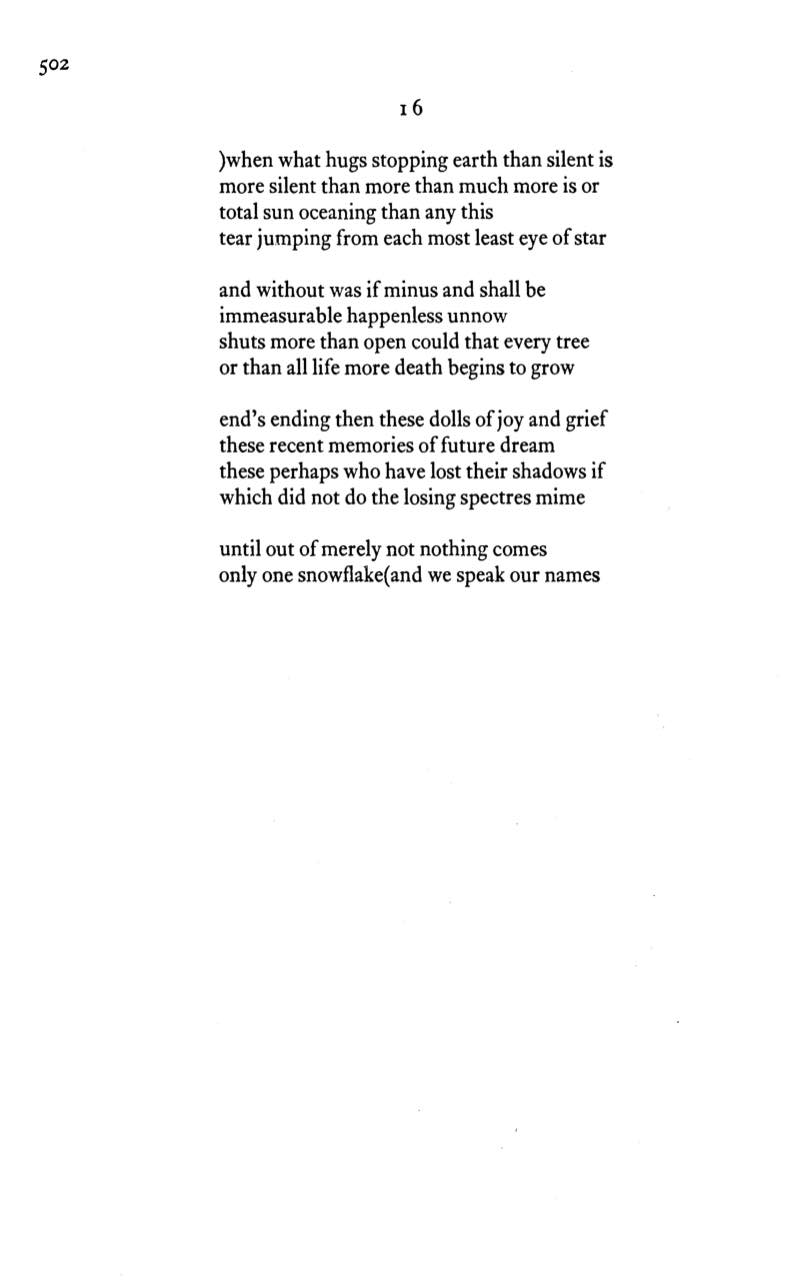 502
16
)when what hugs stopping earth than silent is
more silent than more than much more is or
total sun oceaning than any this
tear jumping from each most least eye of star
and without was if minus and shall be
immeasurable happenless unnow
shuts more than open could that every tree
or than all life more death begins to grow
end's ending then these dolls of joy and grief
these recent memories of future dream
these perhaps who have lost their shadows if
which did not do the losing spectres mime
until out of merely not nothing comes
only one snowflake(and we speak our names